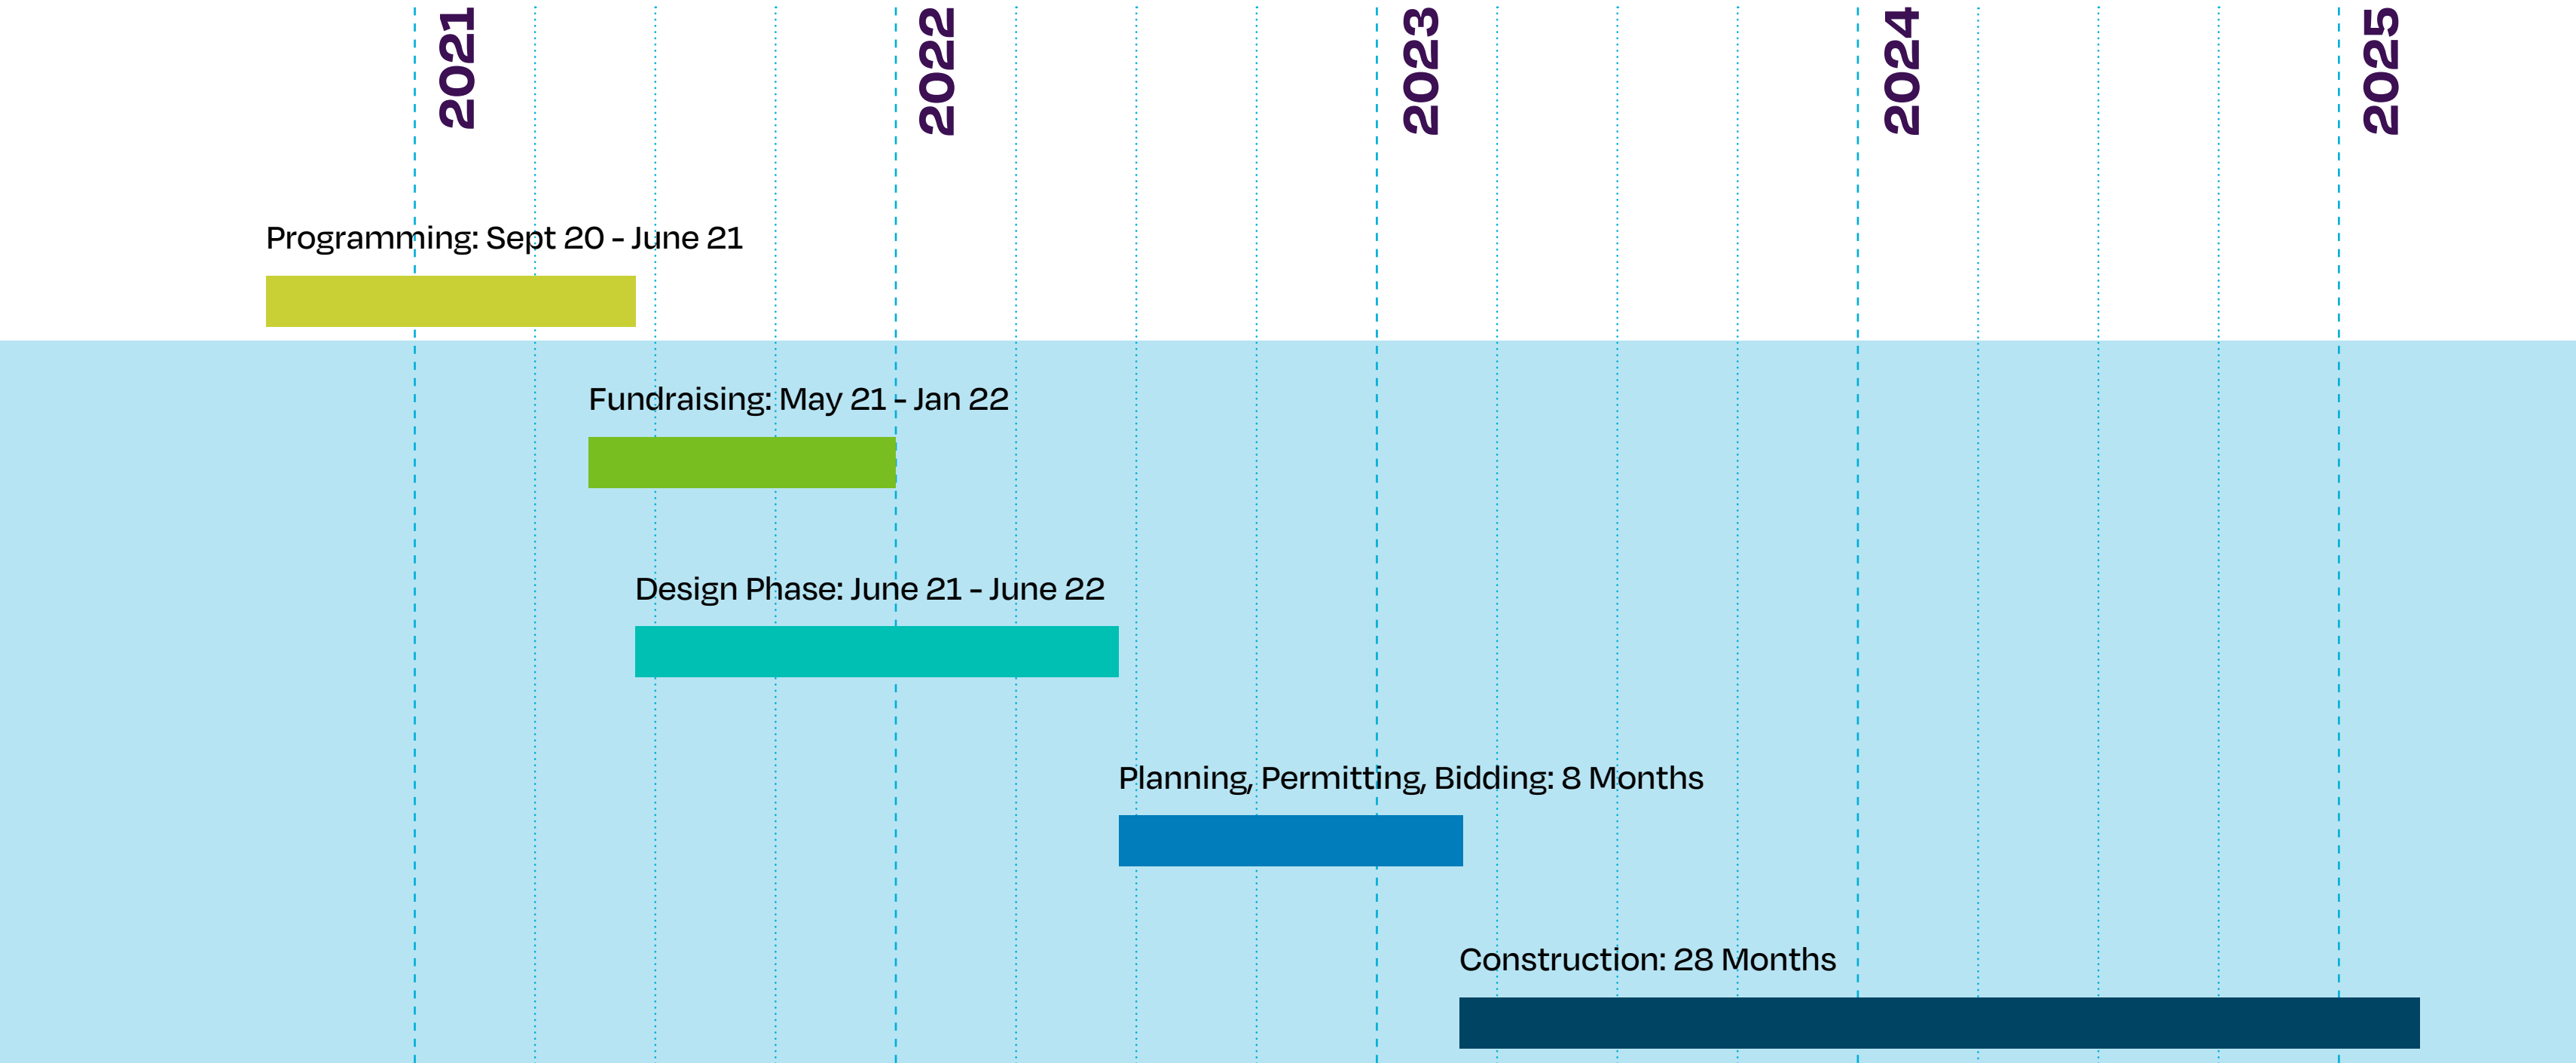 2021
2022
2023
2024
2025
Programming: Sept 20 - June 21
Fundraising: May 21 - Jan 22
Design Phase: June 21 - June 22
Planning, Permitting, Bidding: 8 Months
Construction: 28 Months